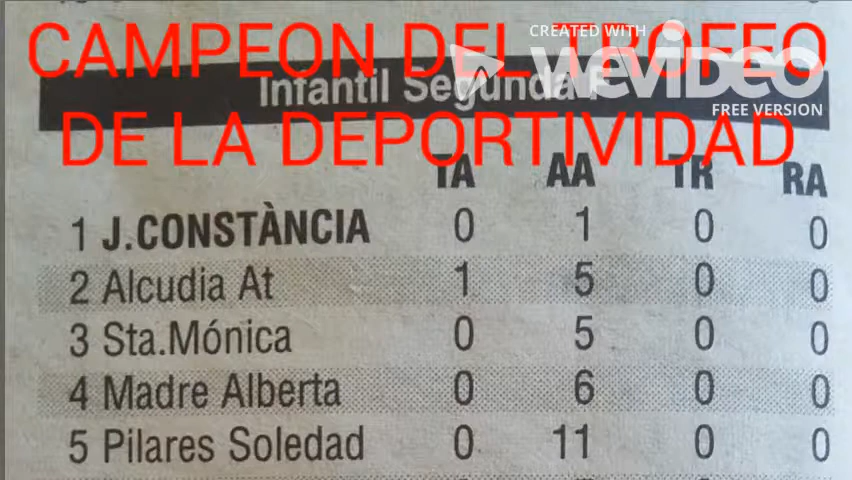 CAMPEON DEL TROFEO
CREATED WITH
WEVIDEO
FREE VERSION
Infantil Segunda
DE LA DEPORTIVIDAD
TA AA TR RA
1 J.CONSTÀNCIA 0 1 0 0
2 Alcudia At 1 5 0 0
3 Sta.Mónica 0 5 0 0
4 Madre Alberta 0 6 0 0
5 Pilares Soledad 0 11 0 0